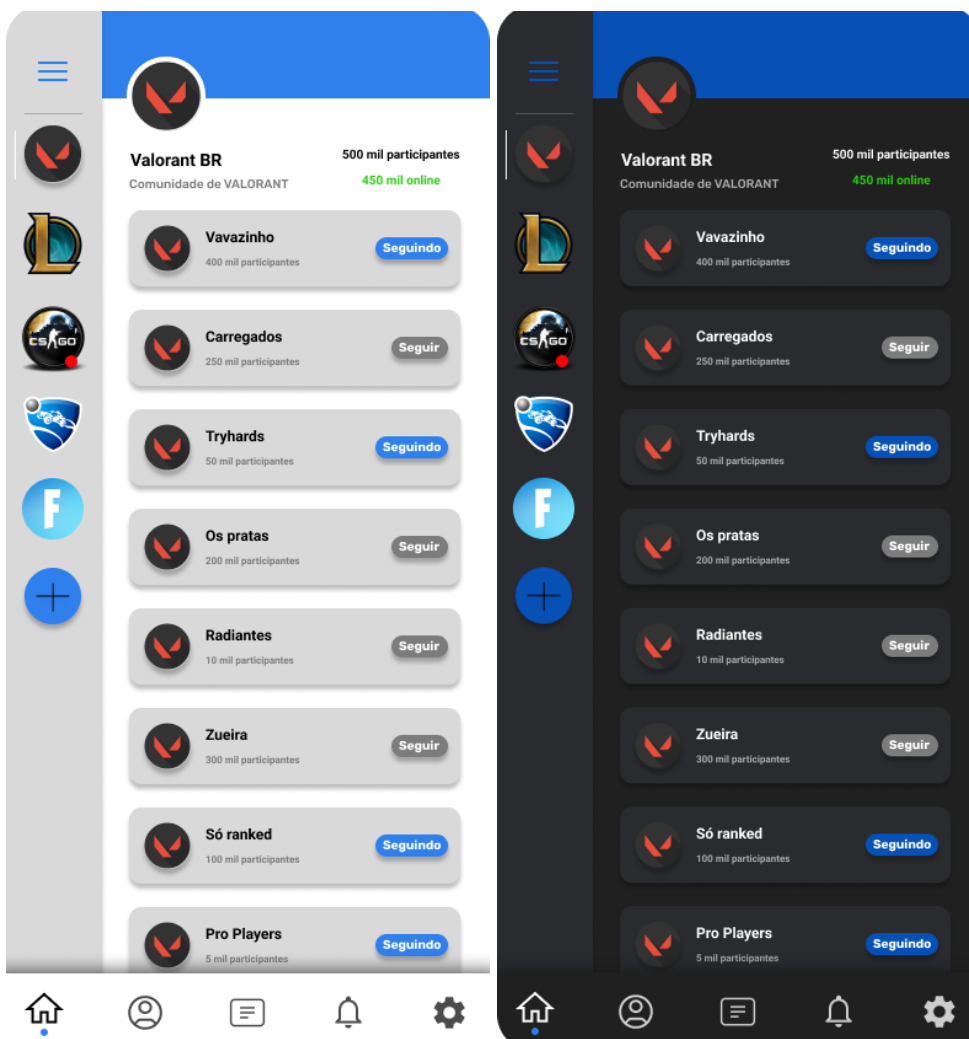 Valorant BR
500 mil participantes
Comunidade de VALORANT
450 mil online
CS GO
F
Vavazinho
400 mil participantes
Seguindo
Carregados
250 mil participantes
Seguir
Tryhards
50 mil participantes
Seguindo
Os pratas
200 mil participantes
Seguir
Radiantes
10 mil participantes
Seguir
Zueira
300 mil participantes
Seguir
Só ranked
100 mil participantes
Seguindo
Pro Players
5 mil participantes
Seguindo
Valorant BR
500 mil participantes
Comunidade de VALORANT
450 mil online
CS GO
F
Vavazinho
400 mil participantes
Seguindo
Carregados
250 mil participantes
Seguir
Tryhards
50 mil participantes
Seguindo
Os pratas
200 mil participantes
Seguir
Radiantes
10 mil participantes
Seguir
Zueira
300 mil participantes
Seguir
Só ranked
100 mil participantes
Seguindo
Pro Players
5 mil participantes
Seguindo